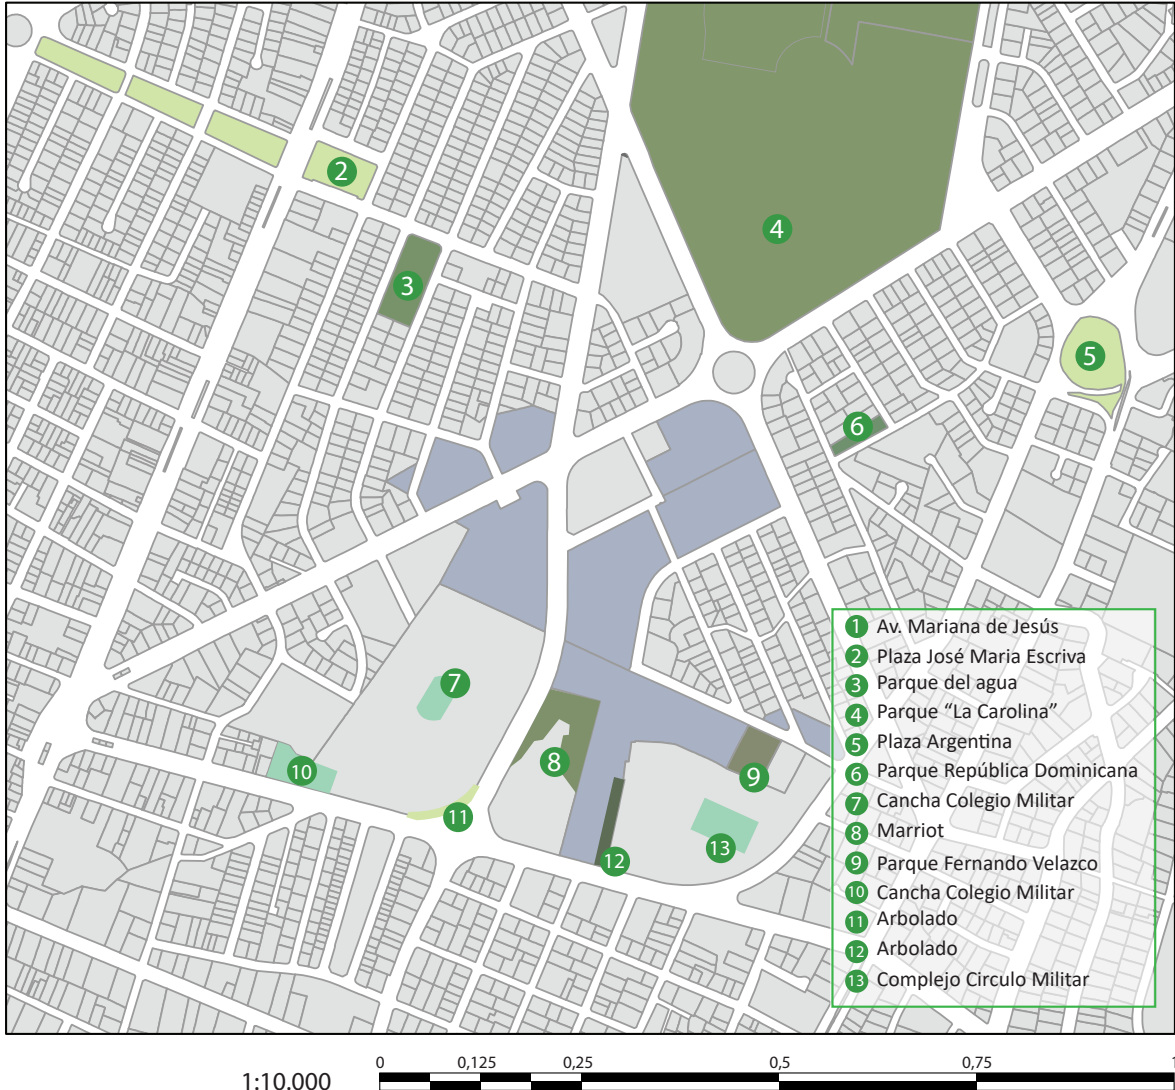 2
4
3
5
6
7
8
9
10
11
12
13
1 Av. Mariana de Jesús
2 Plaza José Maria Escriva
3 Parque del agua
4 Parque “La Carolina”
5 Plaza Argentina
6 Parque República Dominicana
7 Cancha Colegio Militar
8 Marriot
9 Parque Fernando Velazco
10 Cancha Colegio Militar
11 Arbolado
12 Arbolado
13 Complejo Circulo Militar
0 0,125 0,25 0,5 0,75 1
1:10.000